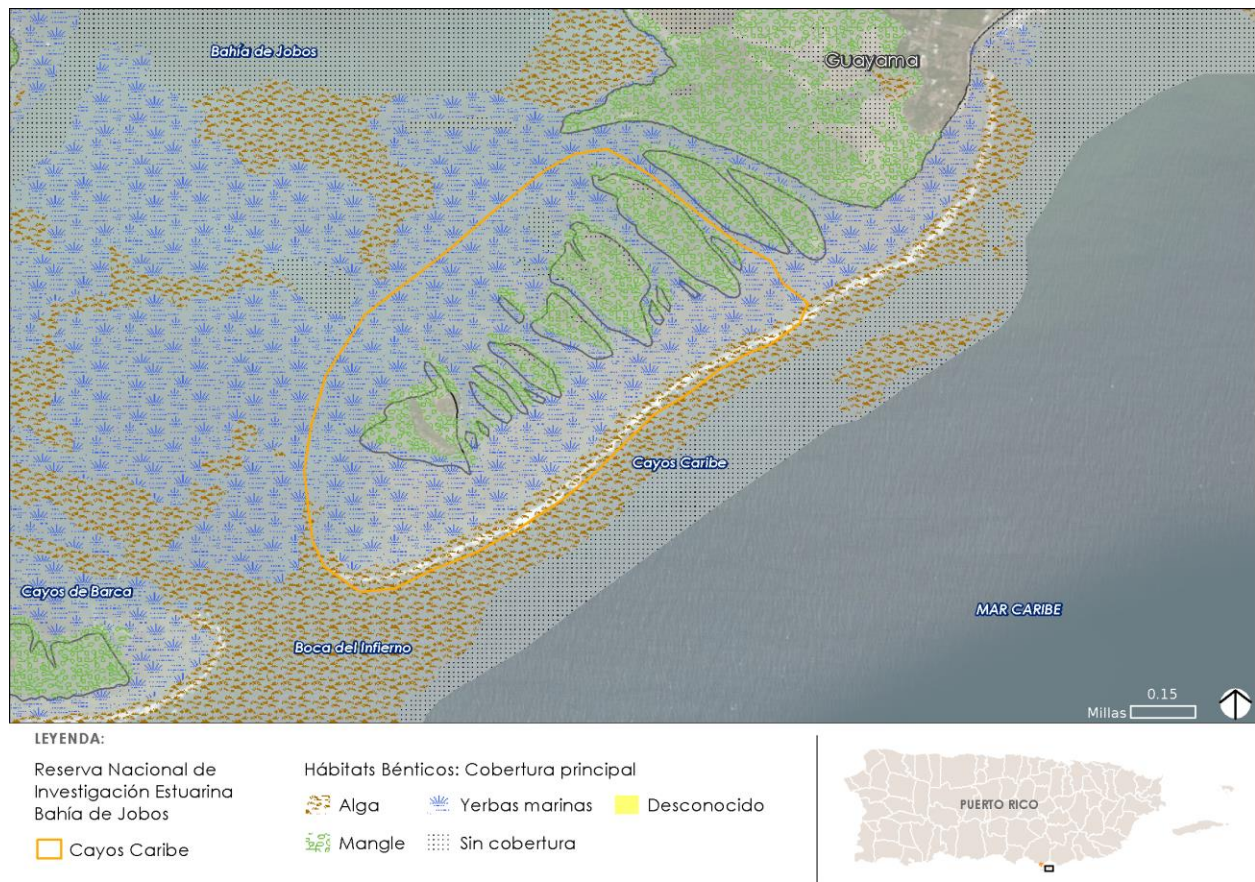 Bahía de Jobos
Guayama
Cayos Caribe
Cayos de Barca
MAR CARIBE
Boca del Infierno
0.15
Millas
LEYENDA:
Reserva Nacional de
Investigación Estuarina
Bahía de Jobos
Cayos Caribe
Hábitats Bénticos: Cobertura principal
Alga
Yerbas marinas
Desconocido
Mangle
Sin cobertura
PUERTO RICO